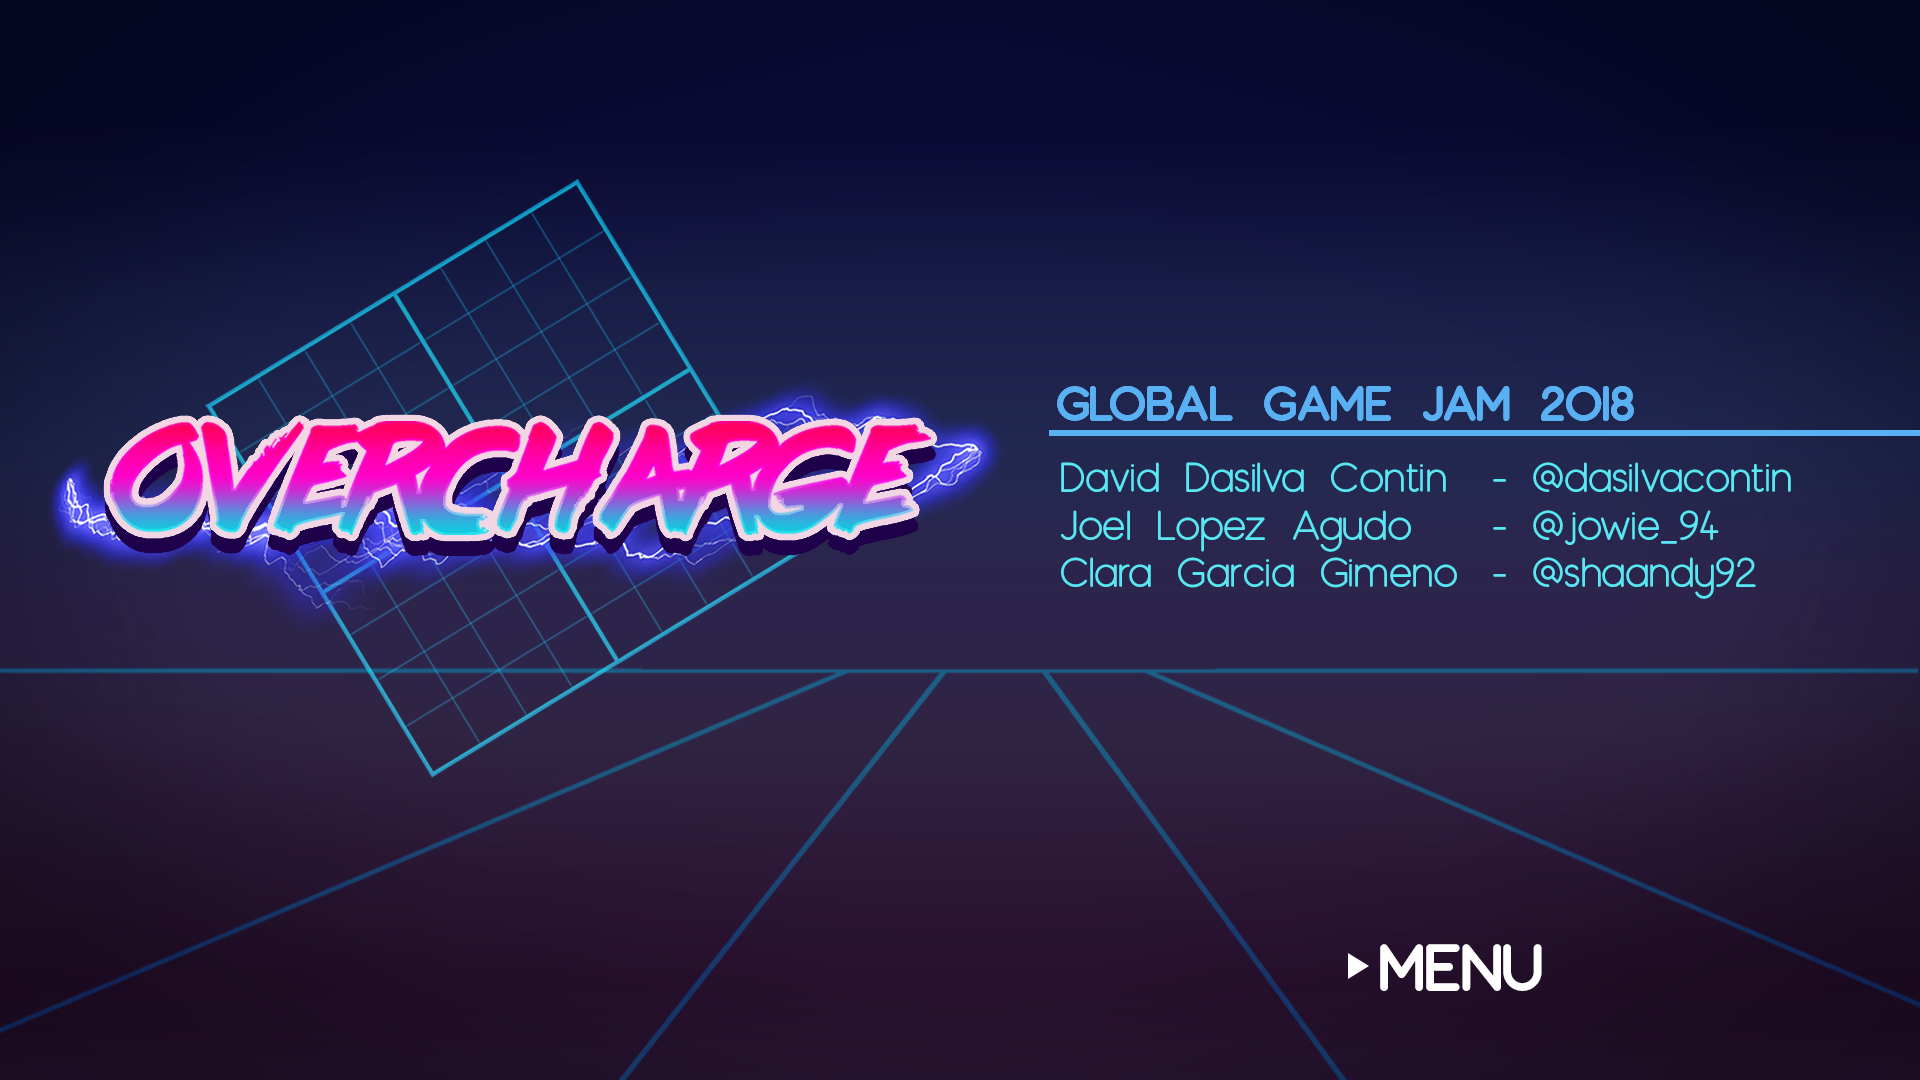 OVERCHARGE
GLOBAL GAME JAM 2018
David Dasilva Contin - @dasilvacontin
Joel Lopez Agudo - @jowie_94
Clara Garcia Gimeno - @shaandy92
MENU